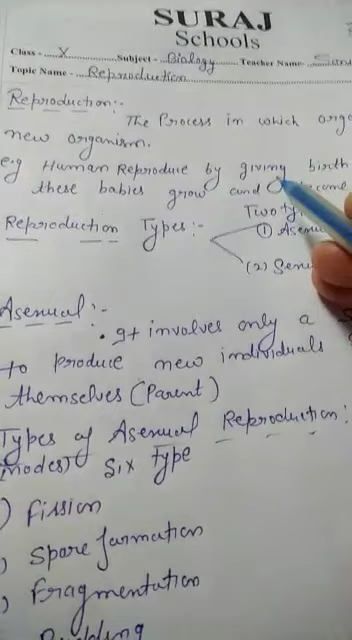 SURAJ
Schools
Class - X Subject - Biology Teacher Name-
Topic Name - Reproduction
Reproduction:-
The Process in which
new organism.
e.g Human Reproduce by giving birth
these babies grow and
Reproduction Types:-
Two
(1)
(2)
Asexual:-
. It involves only a
to produce new individuals
themselves (Parent)
Types of Asexual Reproduction:
(modes) Six type
) Fission
) Spore formation
) Fragmentation